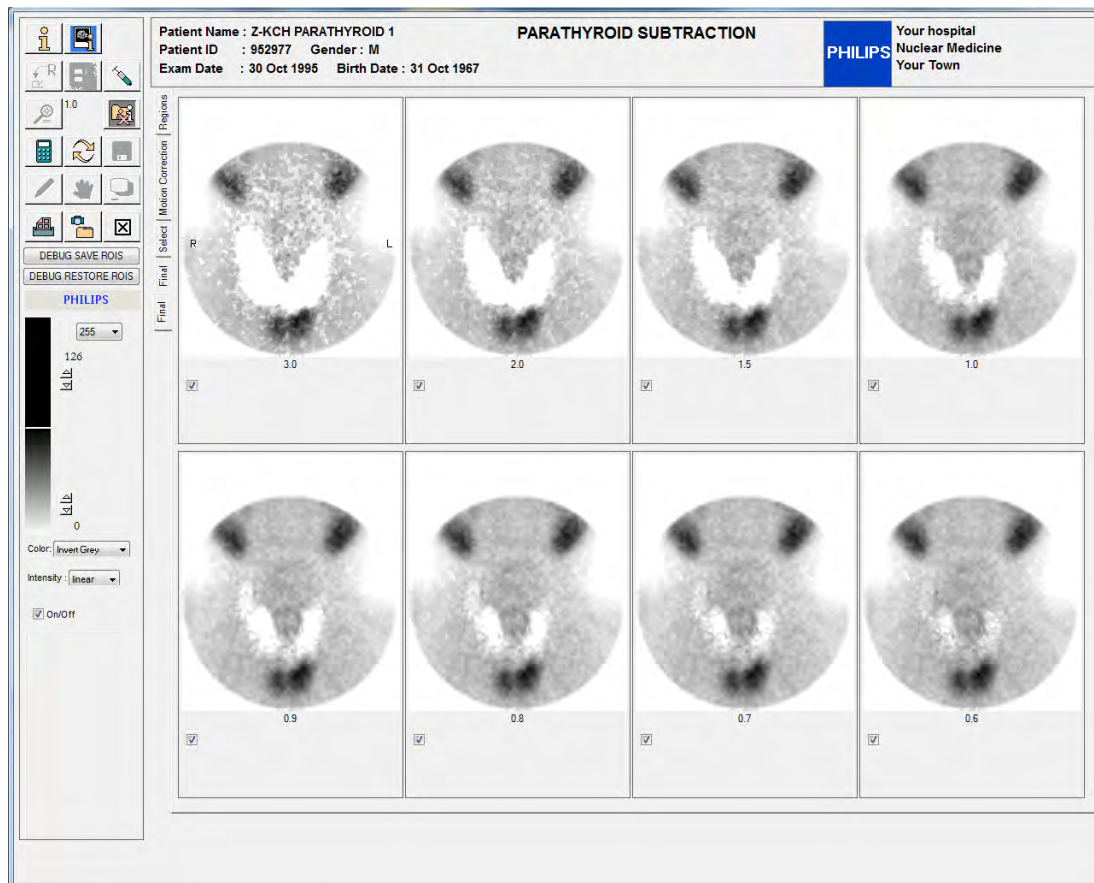 Patient Name : Z-KCH PARATHYROID 1
PARATHYROID SUBTRACTION
Patient ID : 952977 Gender : M
Exam Date : 30 Oct 1995 Birth Date : 31 Oct 1967
PHILIPS
Your hospital
Nuclear Medicine
Your Town
R
1.0
DEBUG SAVE ROIS
DEBUG RESTORE ROIS
PHILIPS
255
126
0
Color: Invert Grey
Intensity : linear
On/Off
Regions
Motion Correction
Select
Final
Final
R
L
3.0
2.0
1.5
1.0
0.9
0.8
0.7
0.6